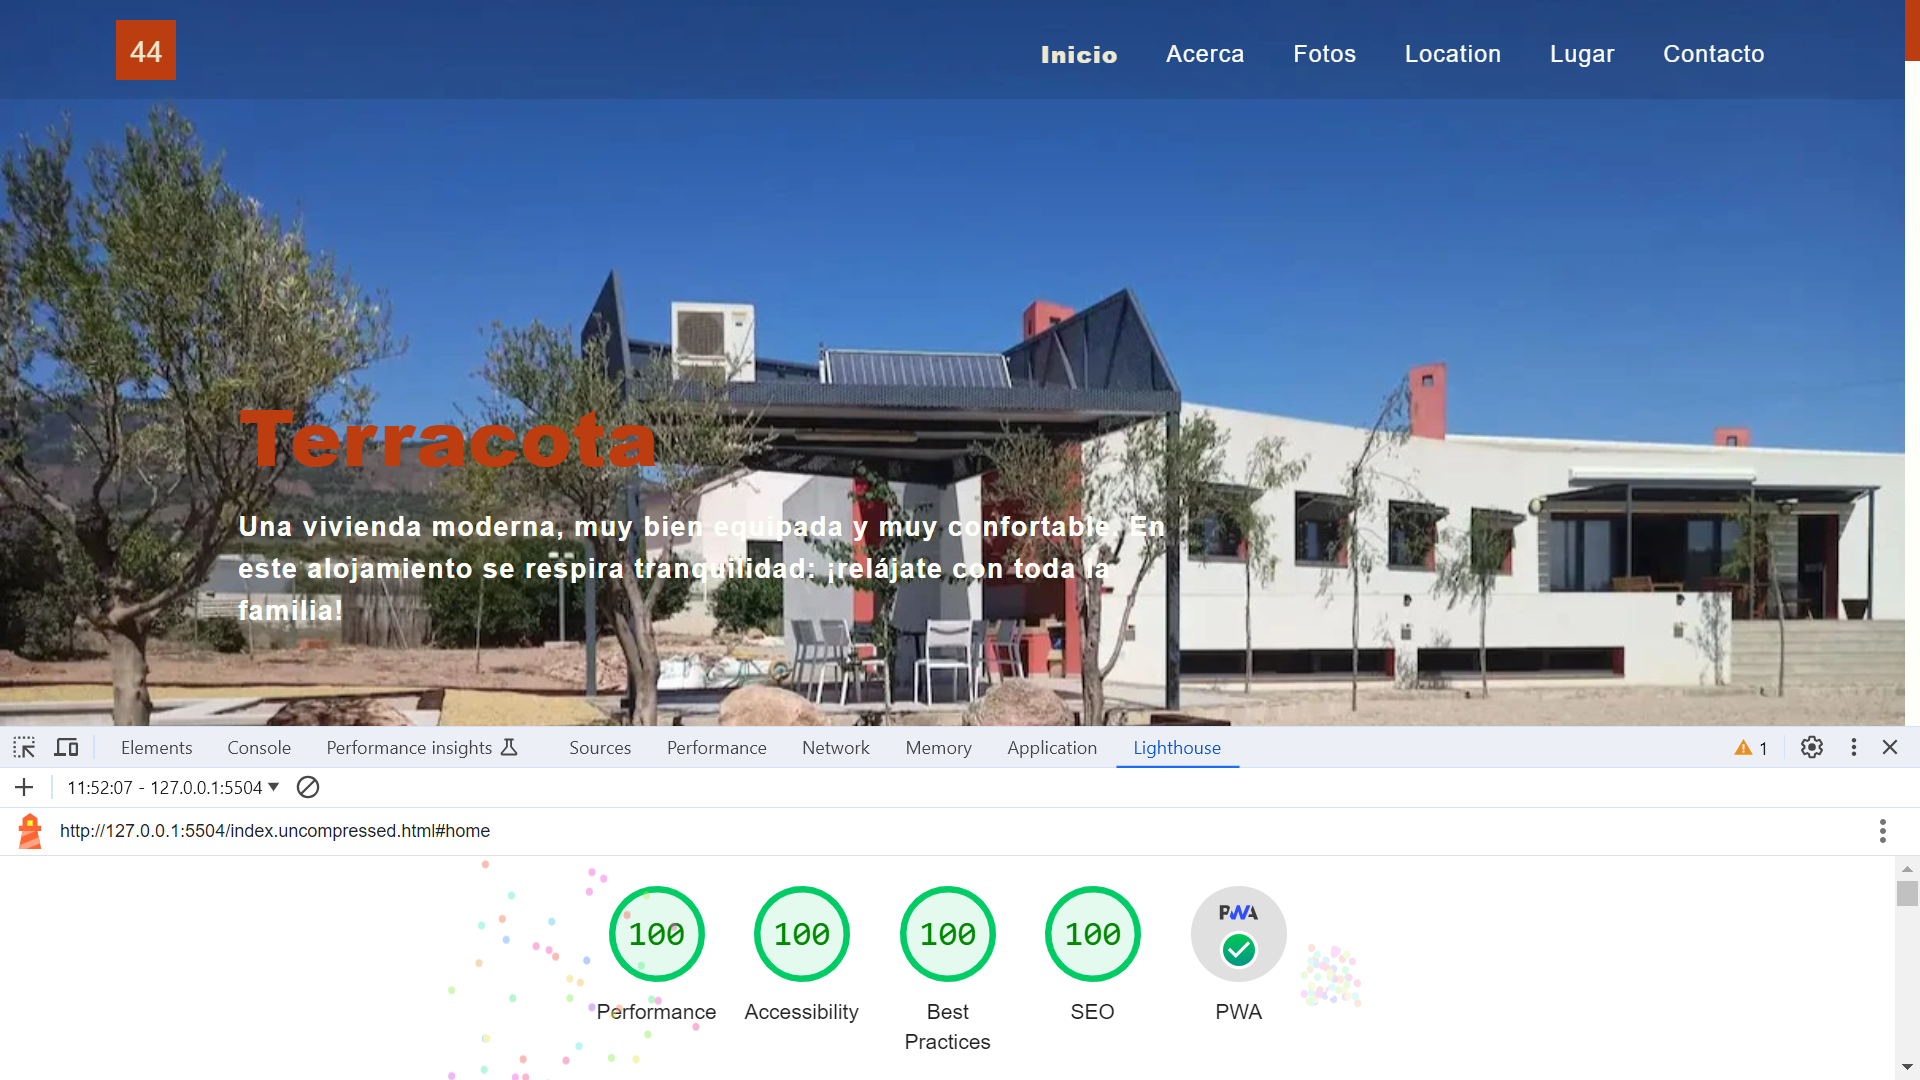 44
Inicio Acerca Fotos Location Lugar Contacto
Terracota
Una vivienda moderna, muy bien equipada y muy confortable. En
este alojamiento se respira tranquilidad: ¡relájate con toda la
familia!
Elements Console Performance insights Sources Performance Network Memory Application Lighthouse 1
11:52:07 - 127.0.0.1:5504
http://127.0.0.1:5504/index.uncompressed.html#home
100 100 100 100 PWA
Performance Accessibility Best Practices SEO PWA